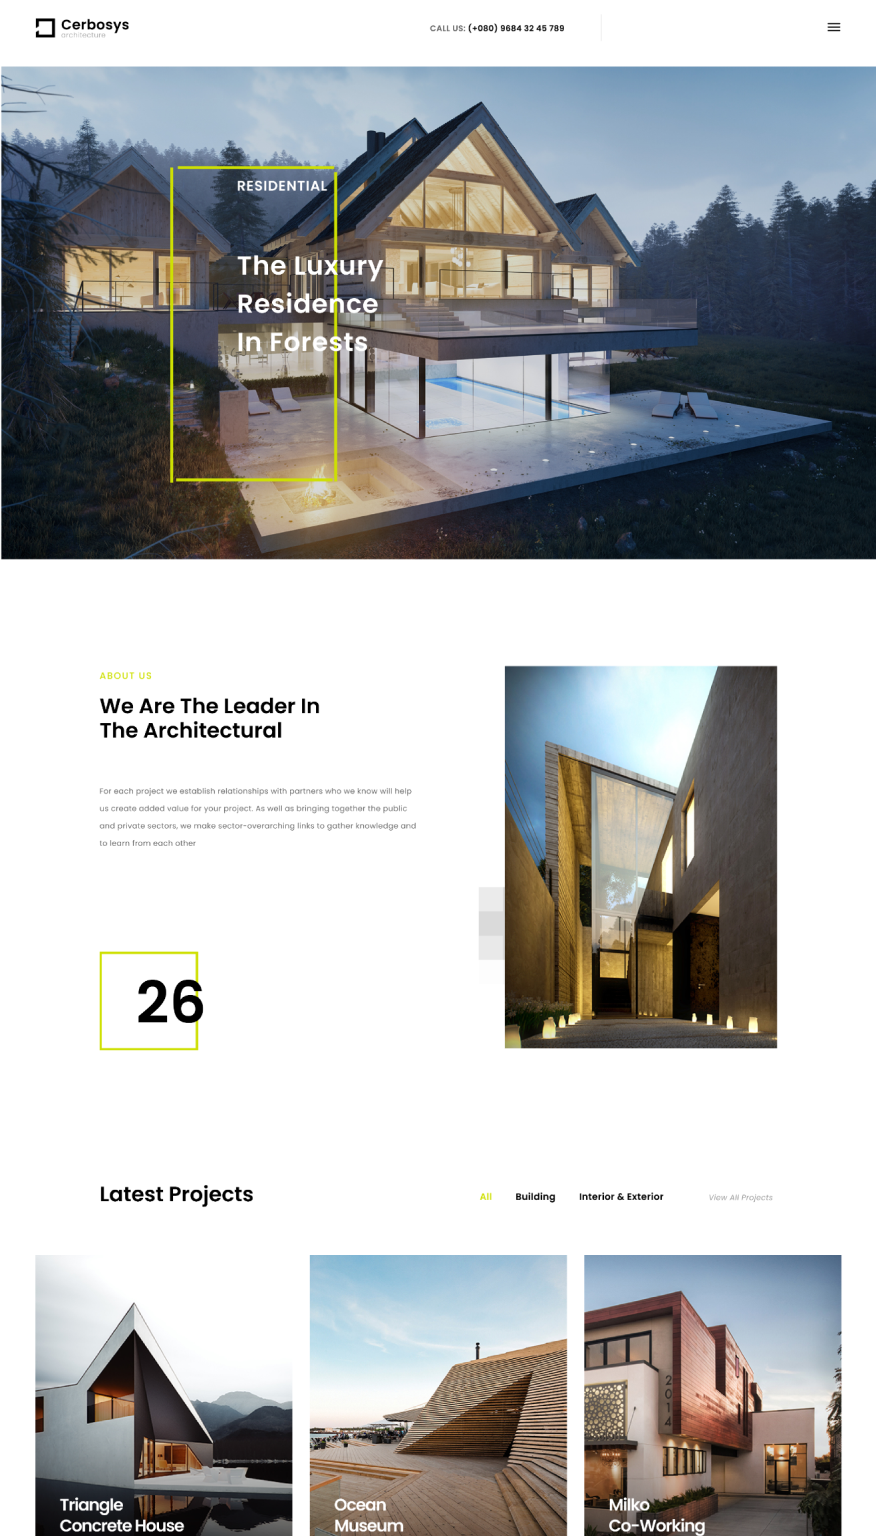 Cerbosys
architecture
CALL US: (+080) 9684 32 45 789
RESIDENTIAL
The Luxury
Residence
In Forests
ABOUT US
We Are The Leader In
The Architectural
For each project we establish relationships with partners who we know will help
us create added value for your project. As well as bringing together the public
and private sectors, we make sector-overarching links to gather knowledge and
to learn from each other
26
Latest Projects
All
Building
Interior & Exterior
View All Projects
2014
Triangle
Concrete House
Ocean
Museum
Milko
Co-Working